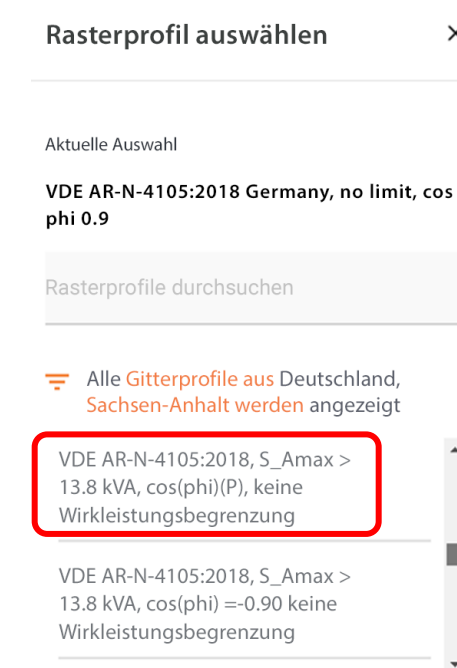 Rasterprofil auswählen
Aktuelle Auswahl
VDE AR-N-4105:2018 Germany, no limit, cos
phi 0.9
Rasterprofile durchsuchen
Alle Gitterprofile aus Deutschland,
Sachsen-Anhalt werden angezeigt
VDE AR-N-4105:2018, S_Amax >
13.8 kVA, cos(phi)(P), keine
Wirkleistungsbegrenzung
VDE AR-N-4105:2018, S_Amax >
13.8 kVA, cos(phi) =-0.90 keine
Wirkleistungsbegrenzung